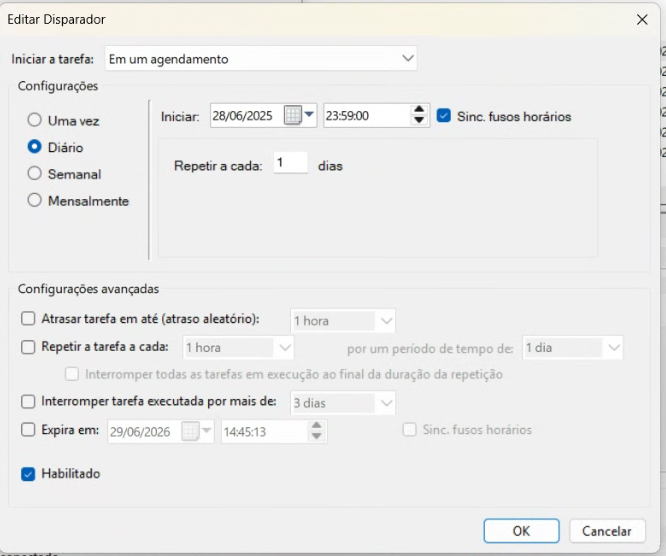 Editar Disparador
Iniciar a tarefa: Em um agendamento
Configurações
Uma vez
Diário
Semanal
Mensalmente
Iniciar: 28/06/2025 23:59:00 Sinc. fusos horários
Repetir a cada: 1 dias
Configurações avançadas
Atrasar tarefa em até (atraso aleatório): 1 hora
Repetir a tarefa a cada: 1 hora por um período de tempo de: 1 dia
Interromper todas as tarefas em execução ao final da duração da repetição
Interromper tarefa executada por mais de: 3 dias
Expira em: 29/06/2026 14:45:13 Sinc. fusos horários
Habilitado
OK Cancelar